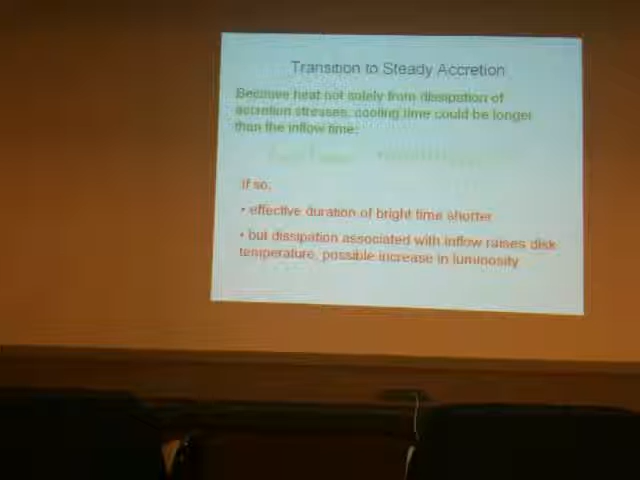 Transition to Steady Accretion
Because heat not solely from dissipation of
accretion stresses, cooling time could be longer
than the inflow time:
If so,
• effective duration of bright time shorter
• but dissipation associated with inflow raises disk
temperature, possible increase in luminosity